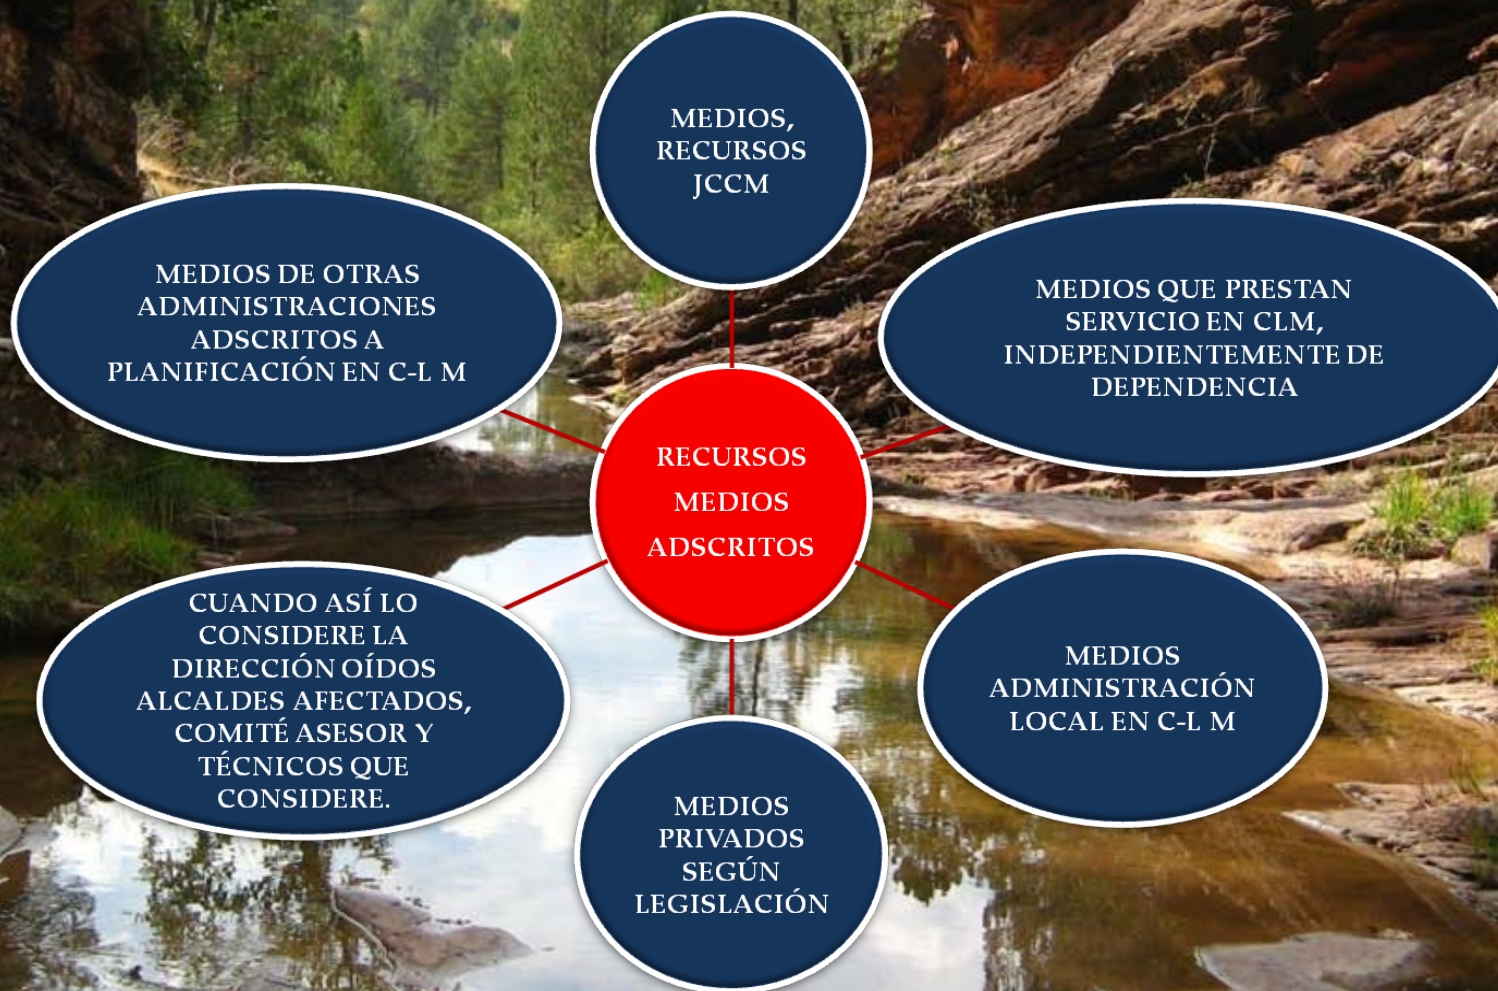 MEDIOS,
RECURSOS
JCCM
MEDIOS DE OTRAS
ADMINISTRACIONES
ADSCRITOS A
PLANIFICACIÓN EN C-L M
MEDIOS QUE PRESTAN
SERVICIO EN CLM,
INDEPENDIENTEMENTE DE
DEPENDENCIA
RECURSOS
MEDIOS
ADSCRITOS
CUANDO ASÍ LO
CONSIDERE LA
DIRECCIÓN OÍDOS
ALCALDES AFECTADOS,
COMITÉ ASESOR Y
TÉCNICOS QUE
CONSIDERE.
MEDIOS
ADMINISTRACIÓN
LOCAL EN C-L M
MEDIOS
PRIVADOS
SEGÚN
LEGISLACIÓN